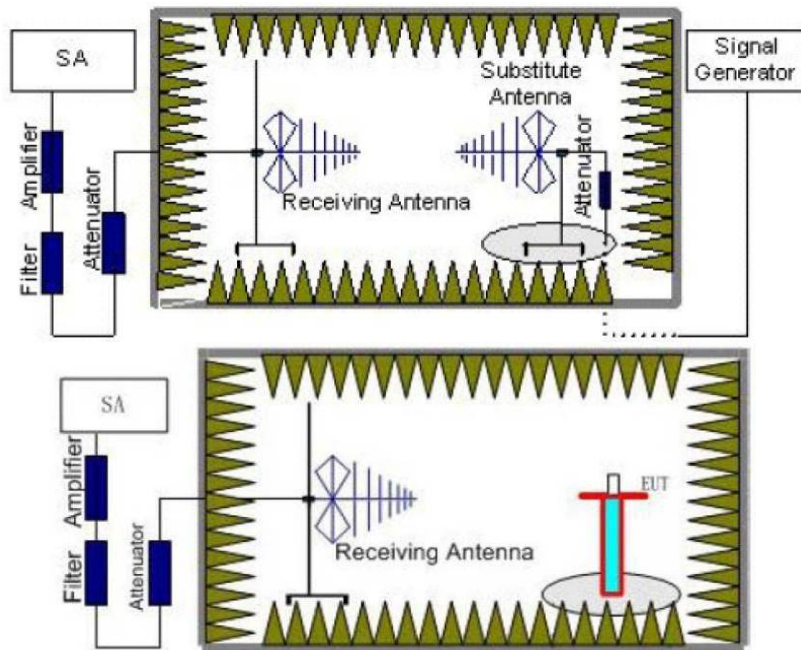 SA
Signal
Generator
Substitute
Antenna
Amplifier
Attenuator
Attenuator
Receiving Antenna
Filter
SA
Amplifier
EUT
Receiving Antenna
Filter
Attenuator